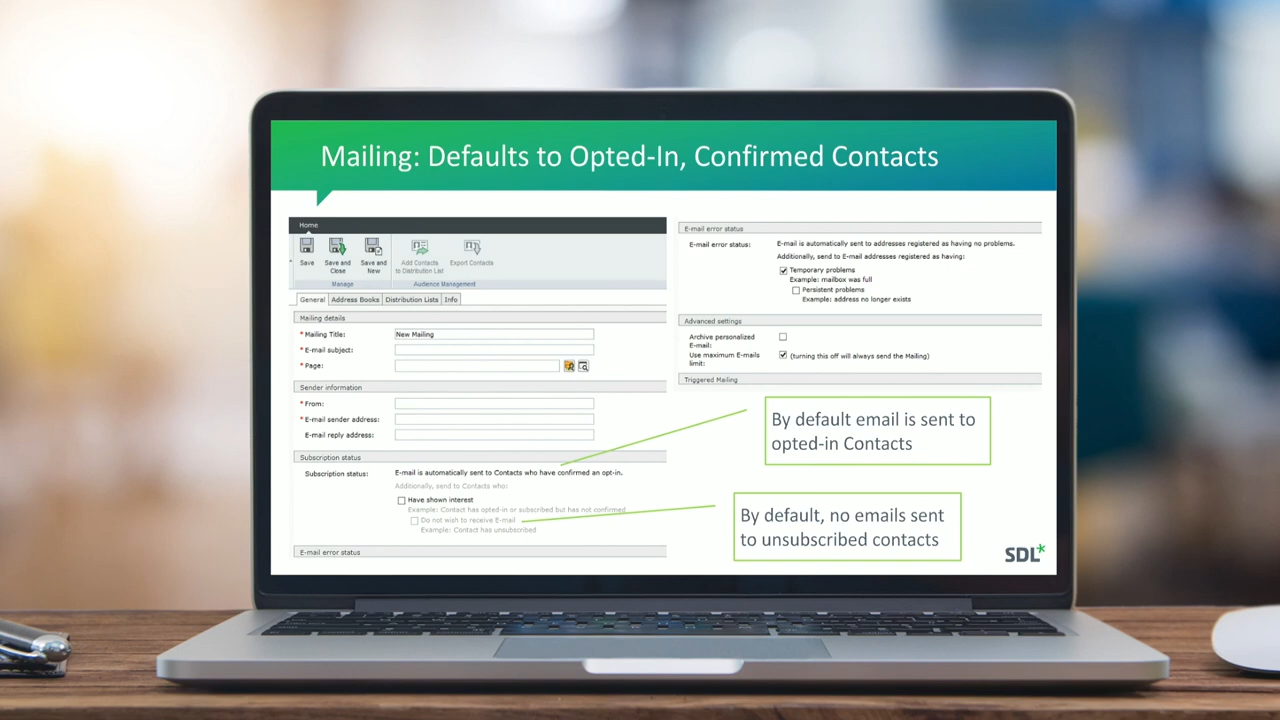 Mailing: Defaults to Opted-In, Confirmed Contacts
Home
Save
Save and
Close
Save and
New
Add Contacts
to Distribution List
Export Contacts
Manage
Audience Management
General
Address Books
Distribution Lists
Info
Mailing details
* Mailing Title:
New Mailing
* E-mail subject:
* Page:
Sender information
* From:
* E-mail sender address:
E-mail reply address:
Subscription status
Subscription status:
E-mail is automatically sent to Contacts who have confirmed an opt-in.
Additionally, send to Contacts who:
Have shown interest
Example: Contact has opted-in or subscribed but has not confirmed
Do not wish to receive E-mail
Example: Contact has unsubscribed
E-mail error status
E-mail error status
E-mail error status:
E-mail is automatically sent to addresses registered as having no problems.
Additionally, send to E-mail addresses registered as having:
Temporary problems
Example: mailbox was full
Persistent problems
Example: address no longer exists
Advanced settings
Archive personalized
E-mail:
Use maximum E-mails
limit:
(turning this off will always send the Mailing)
Triggered Mailing
By default email is sent to
opted-in Contacts
By default, no emails sent
to unsubscribed contacts
SDL*